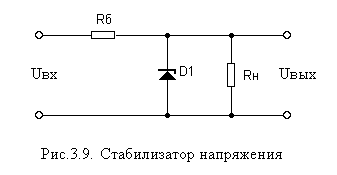 Rб
Uвх
D1
Rн
Uвых
Рис.3.9. Стабилизатор напряжения